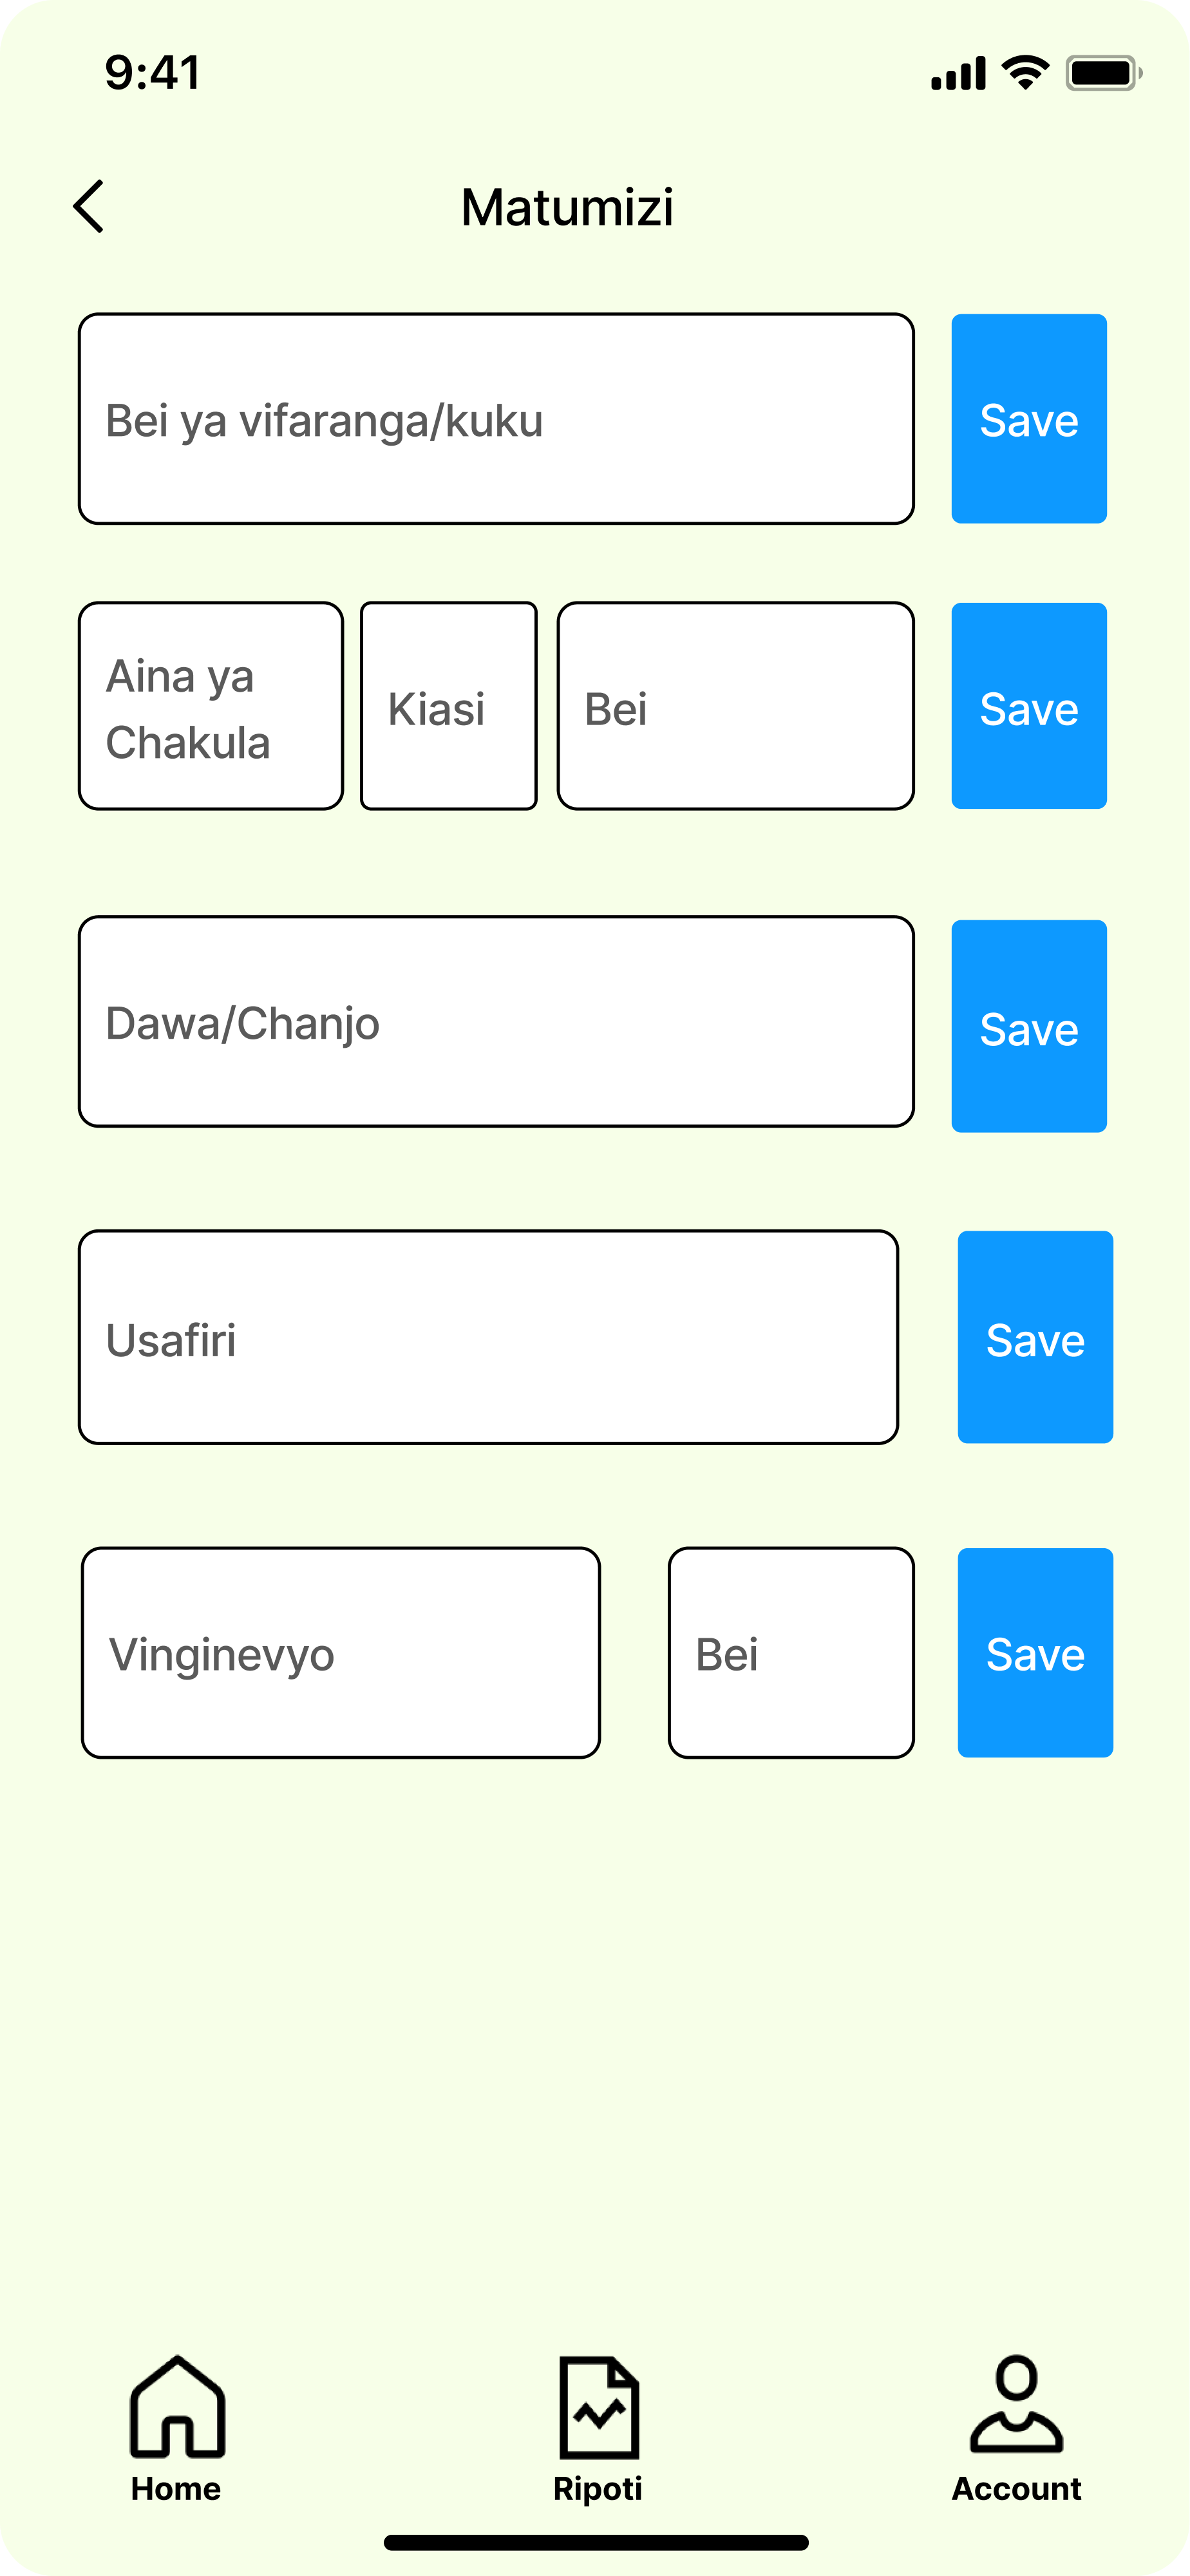 9:41
Matumizi
Bei ya vifaranga/kuku
Save
Aina ya
Chakula
Kiasi
Bei
Save
Dawa/Chanjo
Save
Usafiri
Save
Vinginevyo
Bei
Save
Home
Ripoti
Account